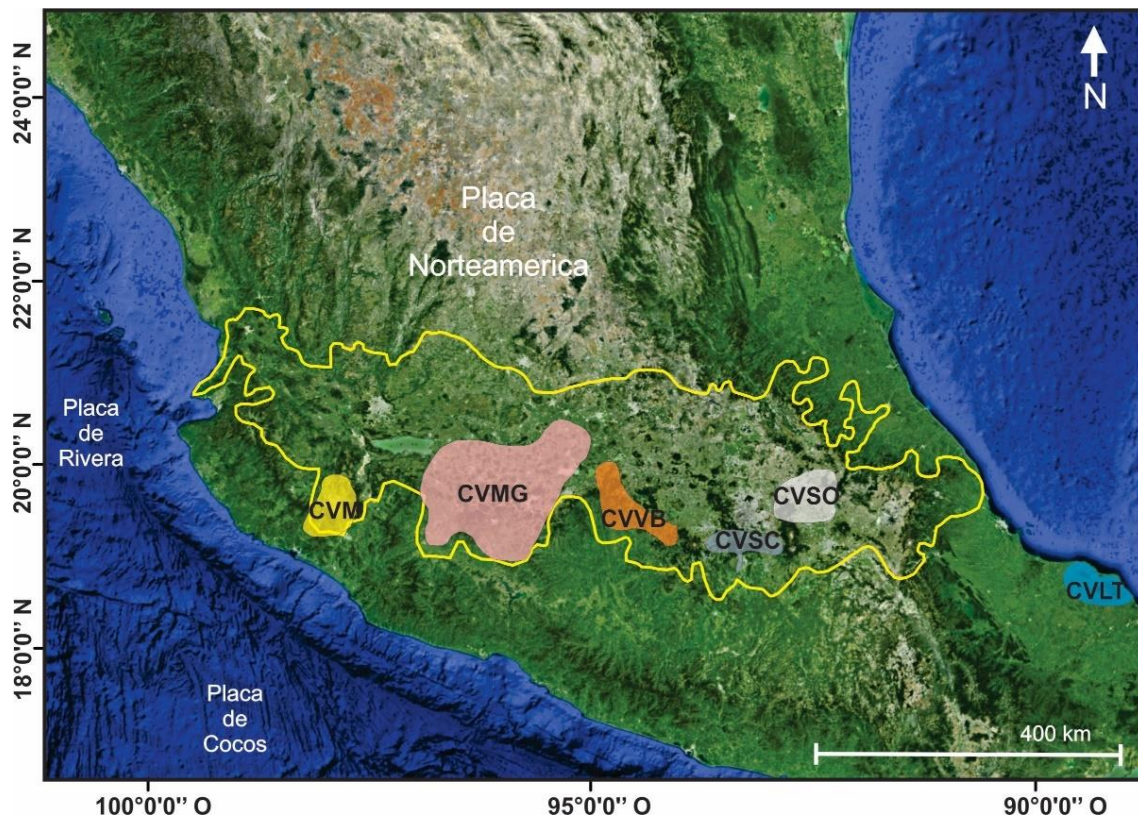 24°0'0'' N
22°0'0'' N
20°0'0'' N
18°0'0'' N
N
Placa
de
Norteamerica
Placa
de
Rivera
CVM
CVMG
CVVB
CVSC
CVSO
CVLT
Placa
de
Cocos
400 km
100°0'0'' O
95°0'0'' O
90°0'0'' O